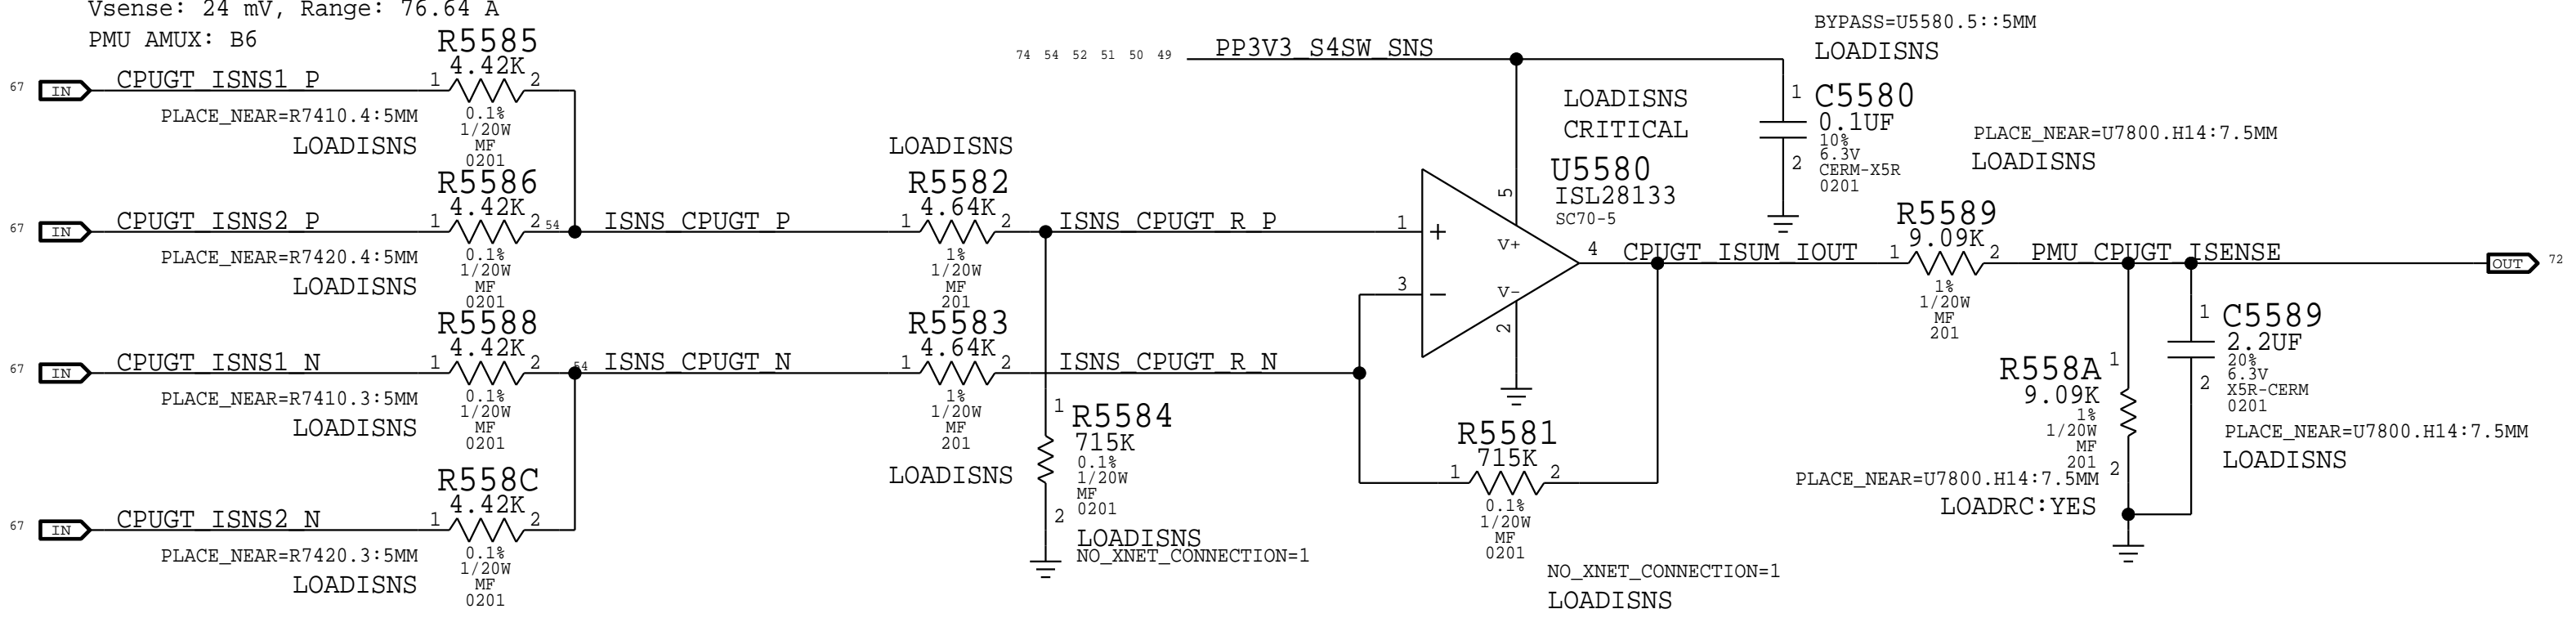 Vsense: 24 mV, Range: 76.64 A
PMU AMUX: B6
67 IN CPUGT_ISNS1_P
PLACE_NEAR=R7410.4:5MM
LOADISNS
R5585
4.42K
1 2
0.1%
1/20W
MF
0201
67 IN CPUGT_ISNS2_P
PLACE_NEAR=R7420.4:5MM
LOADISNS
R5586
4.42K
1 2
0.1%
1/20W
MF
0201
67 IN CPUGT_ISNS1_N
PLACE_NEAR=R7410.3:5MM
LOADISNS
R5588
4.42K
1 2
0.1%
1/20W
MF
0201
67 IN CPUGT_ISNS2_N
PLACE_NEAR=R7420.3:5MM
LOADISNS
R558C
4.42K
1 2
0.1%
1/20W
MF
0201
54 ISNS_CPUGT_P
54 ISNS_CPUGT_N
LOADISNS
R5582
4.64K
1 2
1%
1/20W
MF
201
R5583
4.64K
1 2
1%
1/20W
MF
201
LOADISNS
ISNS_CPUGT_R_P
ISNS_CPUGT_R_N
1
R5584
715K
0.1%
1/20W
MF
0201
2
LOADISNS
NO_XNET_CONNECTION=1
74 54 52 51 50 49 PP3V3_S4SW_SNS
LOADISNS
CRITICAL
U5580
ISL28133
SC70-5
1 +
3 −
5
V+
V−
2
4
R5581
715K
1 2
0.1%
1/20W
MF
0201
NO_XNET_CONNECTION=1
LOADISNS
BYPASS=U5580.5::5MM
LOADISNS
1 C5580
0.1UF
10%
6.3V
2 CERM-X5R
0201
CPUGT_ISUM_IOUT
PLACE_NEAR=U7800.H14:7.5MM
LOADISNS
R5589
9.09K
1 2
1%
1/20W
MF
201
PMU_CPUGT_ISENSE
OUT 72
R558A 1
9.09K
1%
1/20W
MF
201 2
PLACE_NEAR=U7800.H14:7.5MM
LOADRC:YES
1 C5589
2.2UF
20%
6.3V
2 X5R-CERM
0201
PLACE_NEAR=U7800.H14:7.5MM
LOADISNS